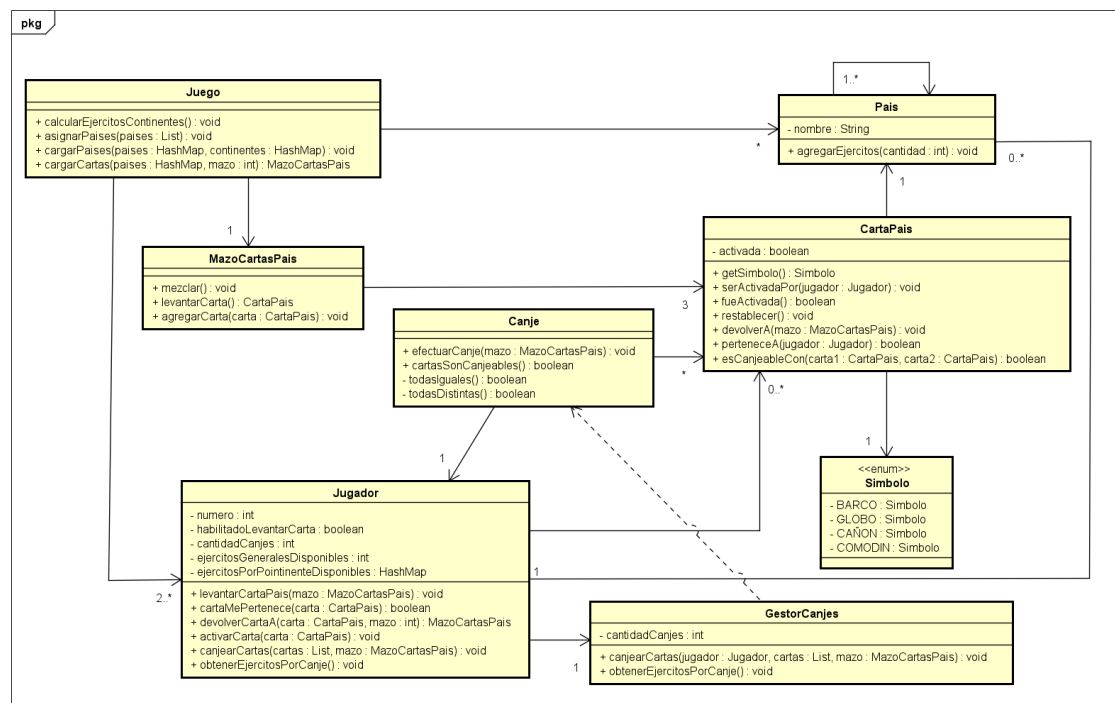 pkg
Juego
+ calcularEjercitosContinentes() : void
+ asignarPaises(paises : List) : void
+ cargarPaises(paises : HashMap, continentes : HashMap) : void
+ cargarCartas(paises : HashMap, mazo : int) : MazoCartasPais
1..*
Pais
- nombre : String
+ agregarEjercitos(cantidad : int) : void
*
0..*
1
1
MazoCartasPais
+ mezclar() : void
+ levantarCarta() : CartaPais
+ agregarCarta(carta : CartaPais) : void
CartaPais
- activada : boolean
+ getSimbolo() : Simbolo
+ serActivadaPor(jugador : Jugador) : void
+ fueActivada() : boolean
+ restablecer() : void
+ devolverA(mazo : MazoCartasPais) : void
+ perteneceA(jugador : Jugador) : boolean
+ esCanjeableCon(carta1 : CartaPais, carta2 : CartaPais) : boolean
3
Canje
+ efectuarCanje(mazo : MazoCartasPais) : void
+ cartasSonCanjeables() : boolean
- todasIguales() : boolean
- todasDistintas() : boolean
*
0..*
1
1
<<enum>>
Simbolo
- BARCO : Simbolo
- GLOBO : Simbolo
- CAÑON : Simbolo
- COMODIN : Simbolo
Jugador
- numero : int
- habilitadoLevantarCarta : boolean
- cantidadCanjes : int
- ejercitosGeneralesDisponibles : int
- ejercitosPorPointinenteDisponibles : HashMap
+ levantarCartaPais(mazo : MazoCartasPais) : void
+ cartaMePertenece(carta : CartaPais) : boolean
+ devolverCartaA(carta : CartaPais, mazo : int) : MazoCartasPais
+ activarCarta(carta : CartaPais) : void
+ canjearCartas(cartas : List, mazo : MazoCartasPais) : void
+ obtenerEjercitosPorCanje() : void
2..*
1
1
GestorCanjes
- cantidadCanjes : int
+ canjearCartas(jugador : Jugador, cartas : List, mazo : MazoCartasPais) : void
+ obtenerEjercitosPorCanje() : void